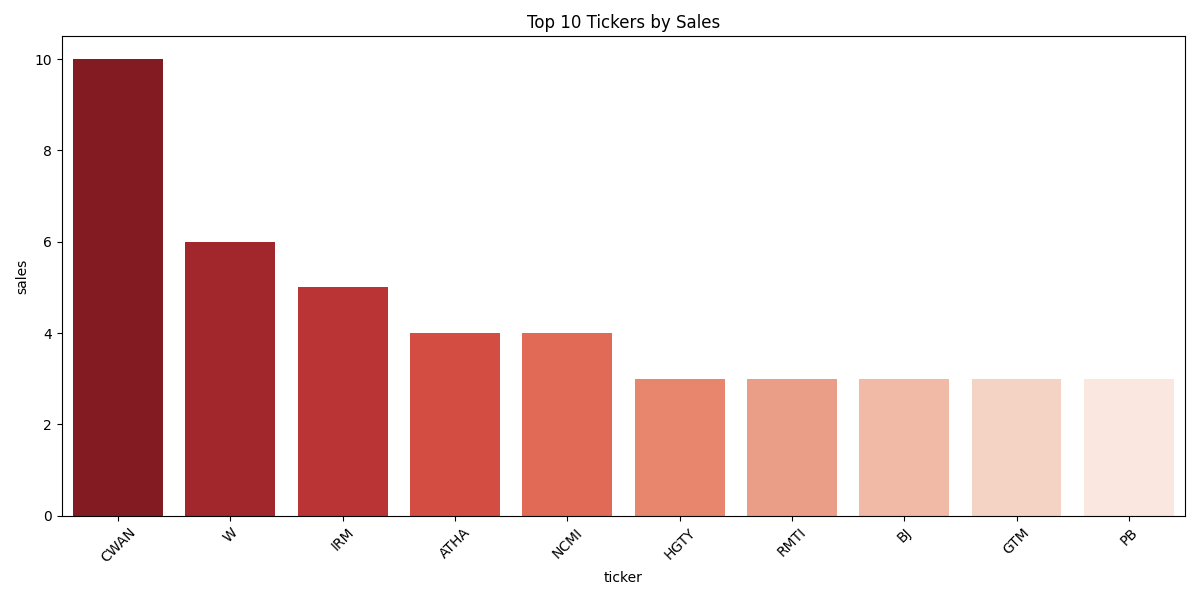 Top 10 Tickers by Sales
sales
10
8
6
4
2
0
CWAN
W
IRM
ATHA
NCMI
HGTY
RMTI
BJ
GTM
PB
ticker